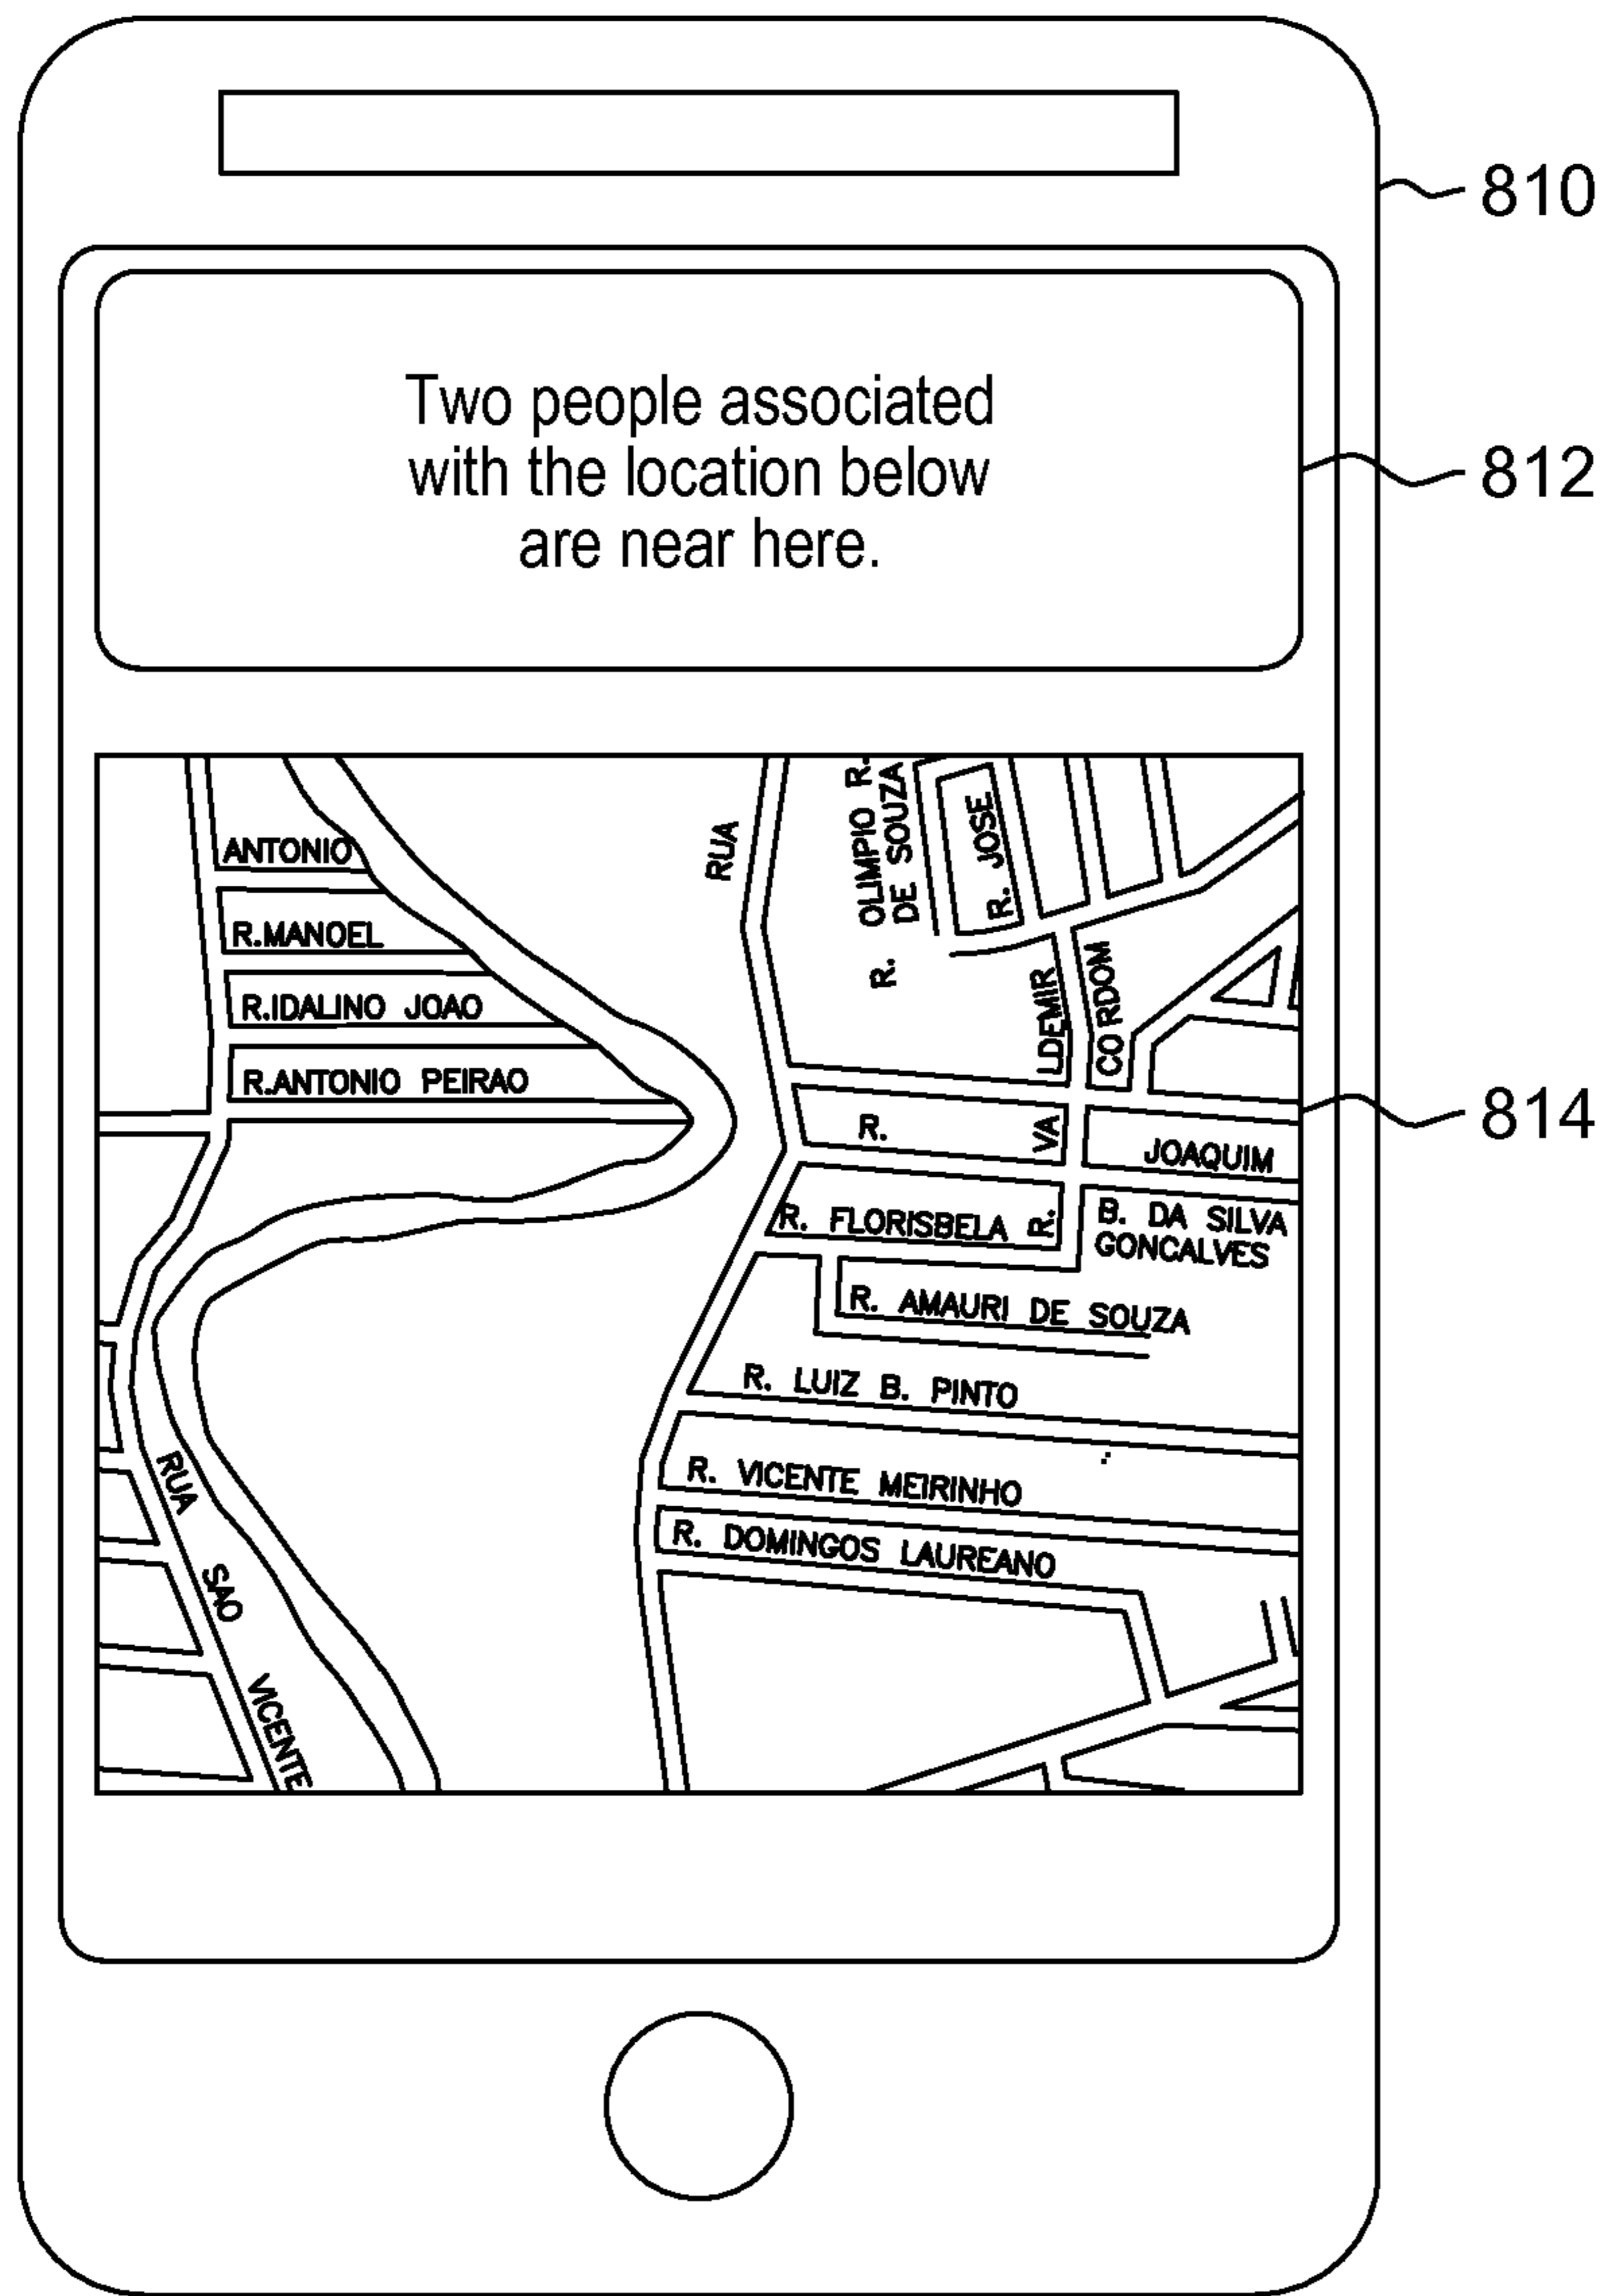 810
Two people associated
with the location below
are near here.
812
ANTONIO
R.MANOEL
R.IDALINO JOAO
R.ANTONIO PEIRAO
RUA
R. OLIMPIO R.
DE SOUZA
R. JOSE
LDEMIR
CO RDOM
814
R.
VA
JOAQUIM
R. FLORISBELA
R.
B. DA SILVA
GONCALVES
R. AMAURI DE SOUZA
R. LUIZ B. PINTO
R. VICENTE MEIRINHO
R. DOMINGOS LAUREANO
RUA SAO VICENTE